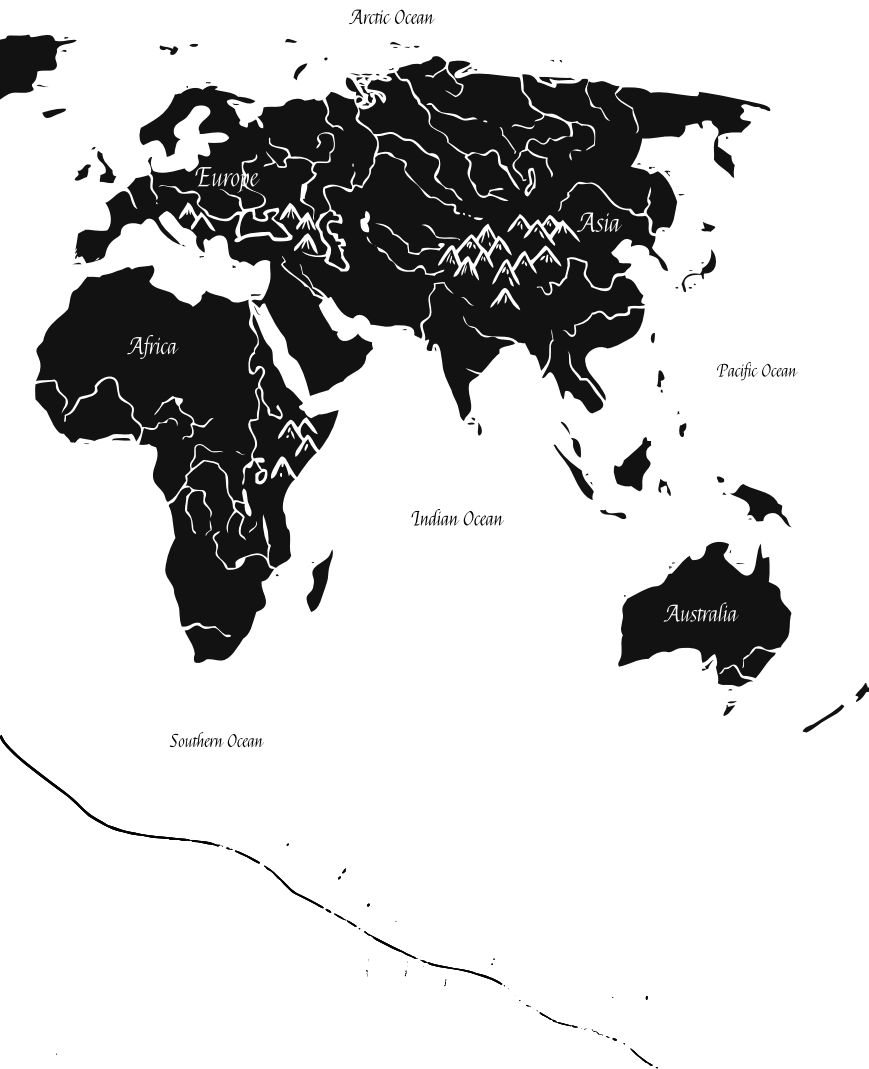 Arctic Ocean
Europe
Asia
Africa
Pacific Ocean
Indian Ocean
Australia
Southern Ocean